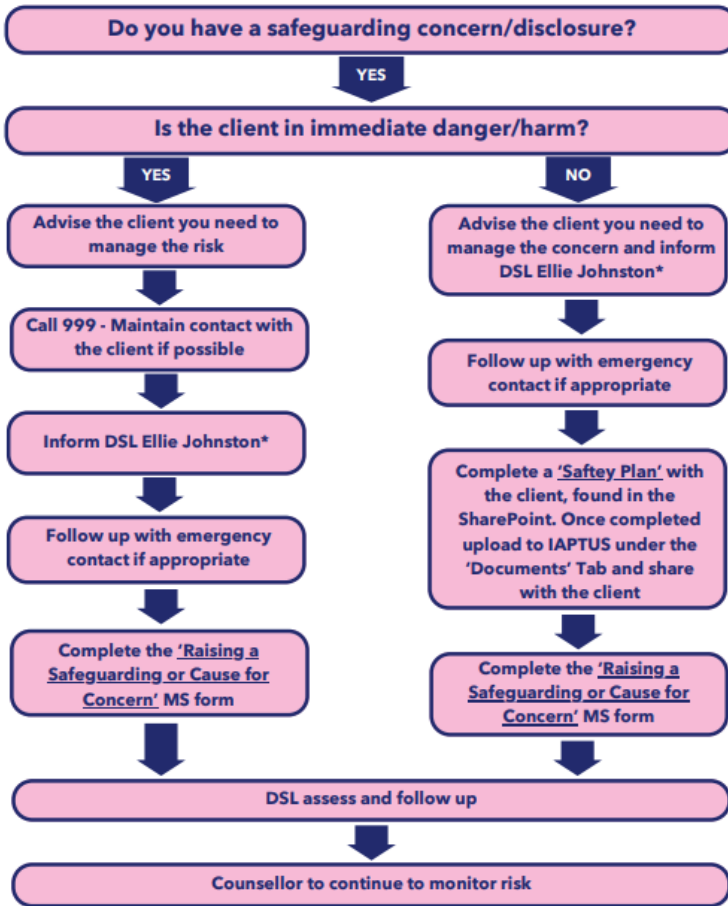 Do you have a safeguarding concern/disclosure?
YES
Is the client in immediate danger/harm?
YES
Advise the client you need to
manage the risk
Call 999 - Maintain contact with
the client if possible
Inform DSL Ellie Johnston*
Follow up with emergency
contact if appropriate
Complete the ‘Raising a
Safeguarding or Cause for
Concern’ MS form
NO
Advise the client you need to
manage the concern and inform
DSL Ellie Johnston*
Follow up with emergency
contact if appropriate
Complete a ‘Saftey Plan’ with
the client, found in the
SharePoint. Once completed
upload to IAPTUS under the
‘Documents’ Tab and share
with the client
Complete the ‘Raising a
Safeguarding or Cause for
Concern’ MS form
DSL assess and follow up
Counsellor to continue to monitor risk